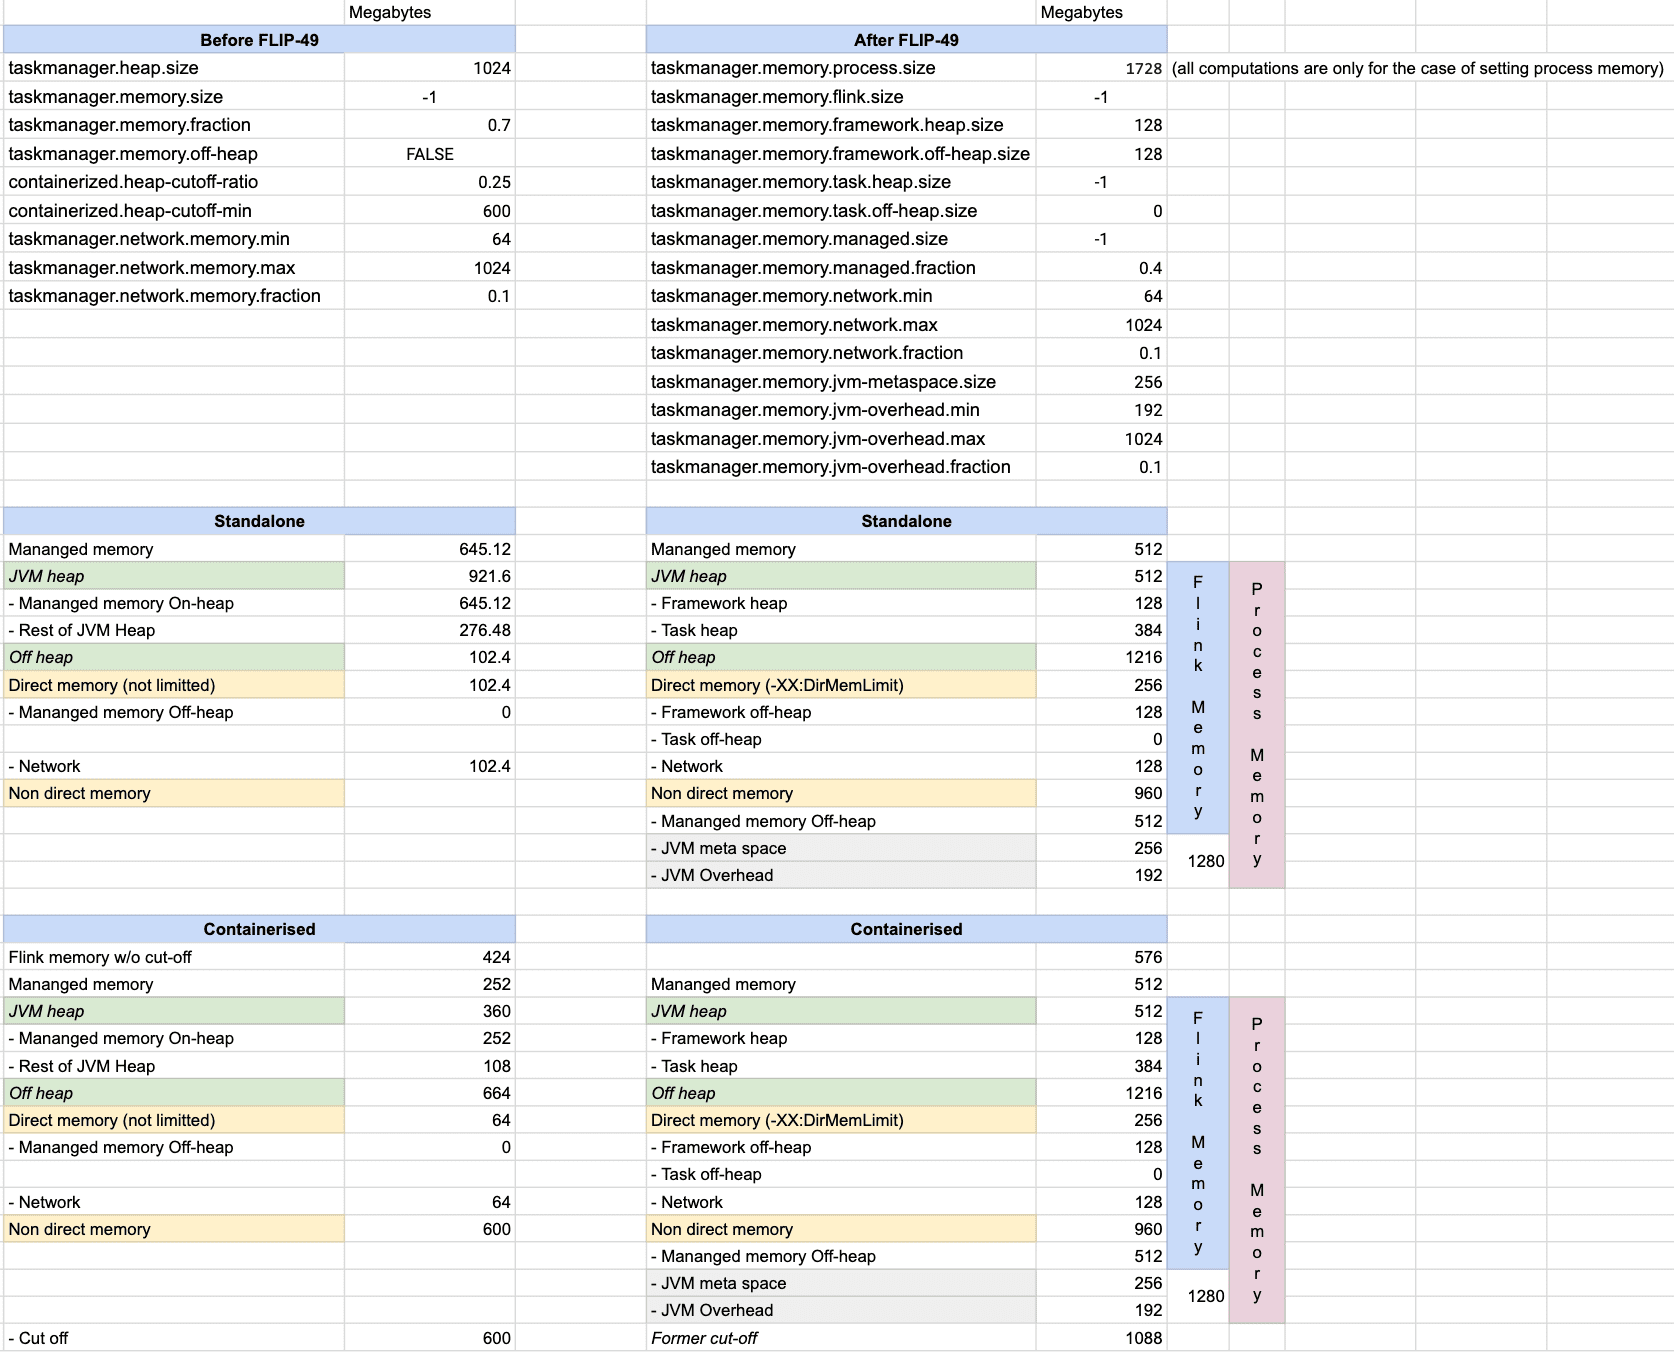 Megabytes Megabytes
Before FLIP-49 After FLIP-49
taskmanager.heap.size 1024 taskmanager.memory.process.size 1728 (all computations are only for the case of setting process memory)
taskmanager.memory.size -1 taskmanager.memory.flink.size -1
taskmanager.memory.fraction 0.7 taskmanager.memory.framework.heap.size 128
taskmanager.memory.off-heap FALSE taskmanager.memory.framework.off-heap.size 128
containerized.heap-cutoff-ratio 0.25 taskmanager.memory.task.heap.size -1
containerized.heap-cutoff-min 600 taskmanager.memory.task.off-heap.size 0
taskmanager.network.memory.min 64 taskmanager.memory.managed.size -1
taskmanager.network.memory.max 1024 taskmanager.memory.managed.fraction 0.4
taskmanager.network.memory.fraction 0.1 taskmanager.memory.network.min 64
taskmanager.memory.network.max 1024
taskmanager.memory.network.fraction 0.1
taskmanager.memory.jvm-metaspace.size 256
taskmanager.memory.jvm-overhead.min 192
taskmanager.memory.jvm-overhead.max 1024
taskmanager.memory.jvm-overhead.fraction 0.1
Standalone Standalone
Mananged memory 645.12 Mananged memory 512
JVM heap 921.6 JVM heap 512
- Mananged memory On-heap 645.12 - Framework heap 128
- Rest of JVM Heap 276.48 - Task heap 384
Off heap 102.4 Off heap 1216
Direct memory (not limitted) 102.4 Direct memory (-XX:DirMemLimit) 256
- Mananged memory Off-heap 0 - Framework off-heap 128
- Task off-heap 0
- Network 102.4 - Network 128
Non direct memory Non direct memory 960
- Mananged memory Off-heap 512
- JVM meta space 256
- JVM Overhead 192
Flink Memory
1280
Process Memory
Containerised Containerised
Flink memory w/o cut-off 424 576
Mananged memory 252 Mananged memory 512
JVM heap 360 JVM heap 512
- Mananged memory On-heap 252 - Framework heap 128
- Rest of JVM Heap 108 - Task heap 384
Off heap 664 Off heap 1216
Direct memory (not limitted) 64 Direct memory (-XX:DirMemLimit) 256
- Mananged memory Off-heap 0 - Framework off-heap 128
- Task off-heap 0
- Network 64 - Network 128
Non direct memory 600 Non direct memory 960
- Mananged memory Off-heap 512
- JVM meta space 256
- JVM Overhead 192
Flink Memory
1280
Process Memory
- Cut off 600 Former cut-off 1088